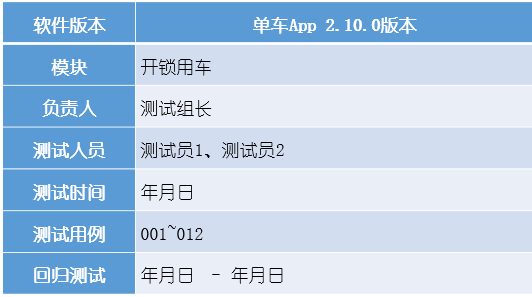 软件版本 单车App 2.10.0版本
模块 开锁用车
负责人 测试组长
测试人员 测试员1、测试员2
测试时间 年月日
测试用例 001~012
回归测试 年月日 - 年月日